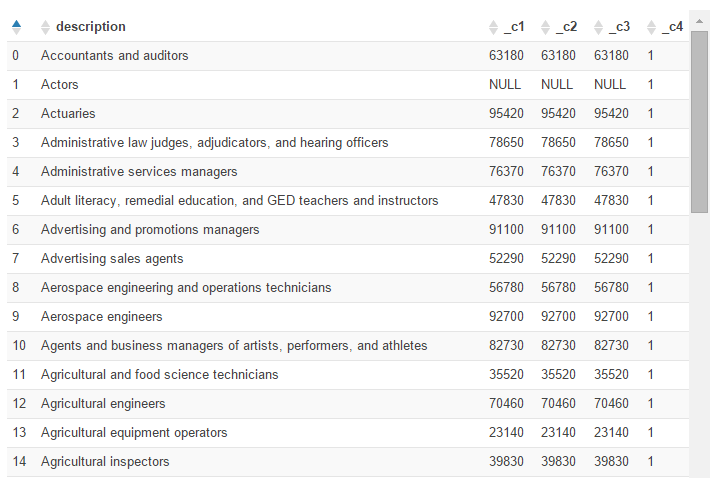 description _c1 _c2 _c3 _c4
0 Accountants and auditors 63180 63180 63180 1
1 Actors NULL NULL NULL 1
2 Actuaries 95420 95420 95420 1
3 Administrative law judges, adjudicators, and hearing officers 78650 78650 78650 1
4 Administrative services managers 76370 76370 76370 1
5 Adult literacy, remedial education, and GED teachers and instructors 47830 47830 47830 1
6 Advertising and promotions managers 91100 91100 91100 1
7 Advertising sales agents 52290 52290 52290 1
8 Aerospace engineering and operations technicians 56780 56780 56780 1
9 Aerospace engineers 92700 92700 92700 1
10 Agents and business managers of artists, performers, and athletes 82730 82730 82730 1
11 Agricultural and food science technicians 35520 35520 35520 1
12 Agricultural engineers 70460 70460 70460 1
13 Agricultural equipment operators 23140 23140 23140 1
14 Agricultural inspectors 39830 39830 39830 1